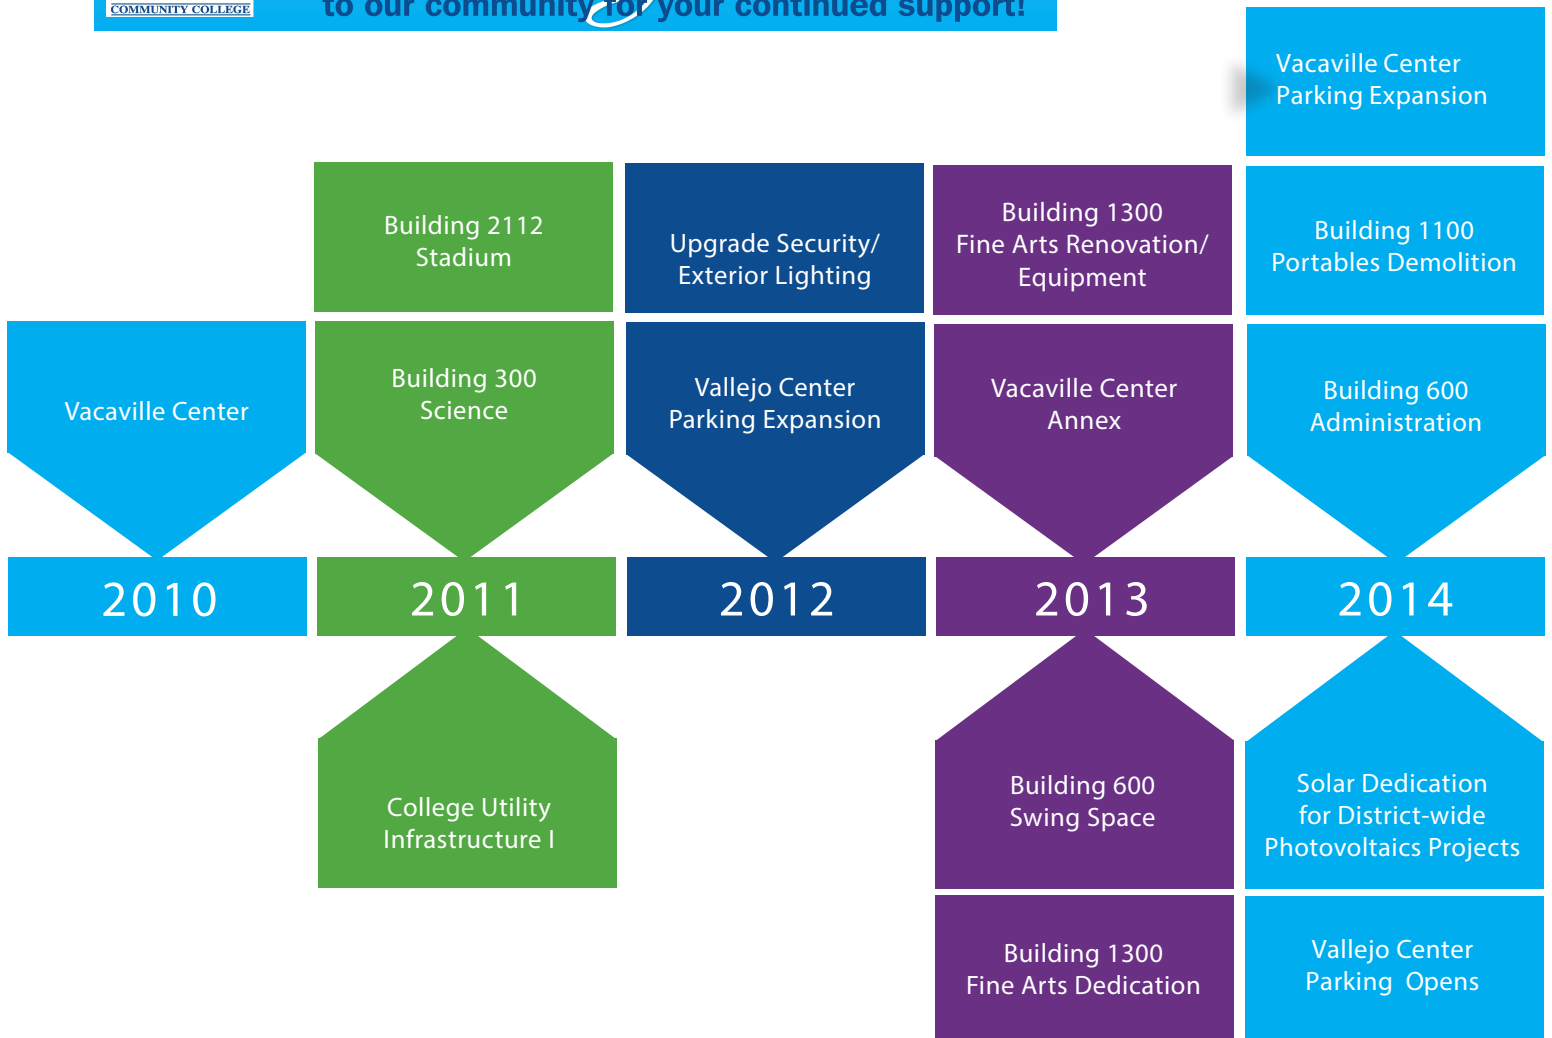 COMMUNITY COLLEGE
to our community for your continued support!
Vacaville Center
Parking Expansion
Building 2112
Stadium
Upgrade Security/
Exterior Lighting
Building 1300
Fine Arts Renovation/
Equipment
Building 1100
Portables Demolition
Vacaville Center
Building 300
Science
Vallejo Center
Parking Expansion
Vacaville Center
Annex
Building 600
Administration
2010
2011
2012
2013
2014
College Utility
Infrastructure I
Building 600
Swing Space
Solar Dedication
for District-wide
Photovoltaics Projects
Building 1300
Fine Arts Dedication
Vallejo Center
Parking  Opens